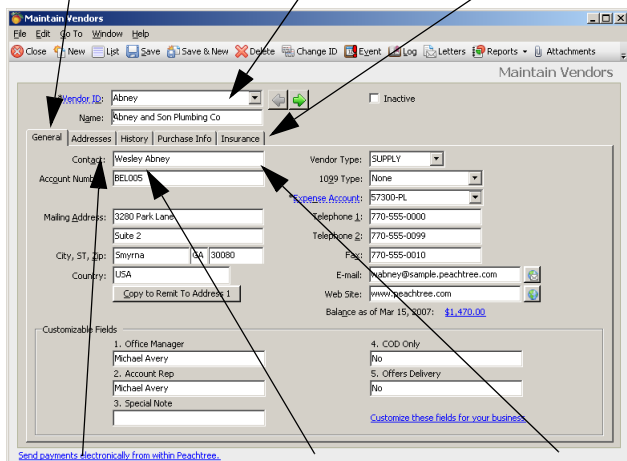 Maintain Vendors
File Edit Go To Window Help
Close New List Save Save & New Delete Change ID Event Log Letters Reports Attachments
Maintain Vendors
*Vendor ID: Abney Inactive
Name: Abney and Son Plumbing Co
General Addresses History Purchase Info Insurance
Contact: Wesley Abney Vendor Type: SUPPLY
Account Number: BEL005 1099 Type: None
*Expense Account: 57300-PL
Mailing Address: 3280 Park Lane Telephone 1: 770-555-0000
Suite 2 Telephone 2: 770-555-0099
City, ST, Zip: Smyrna GA 30080 Fax: 770-555-0010
Country: USA E-mail: wabney@sample.peachtree.com
Copy to Remit To Address 1 Web Site: www.peachtree.com
Balance as of Mar 15, 2007: $1,470.00
Customizable Fields
1. Office Manager 4. COD Only
Michael Avery No
2. Account Rep 5. Offers Delivery
Michael Avery No
3. Special Note
Customize these fields for your business.
Send payments electronically from within Peachtree.